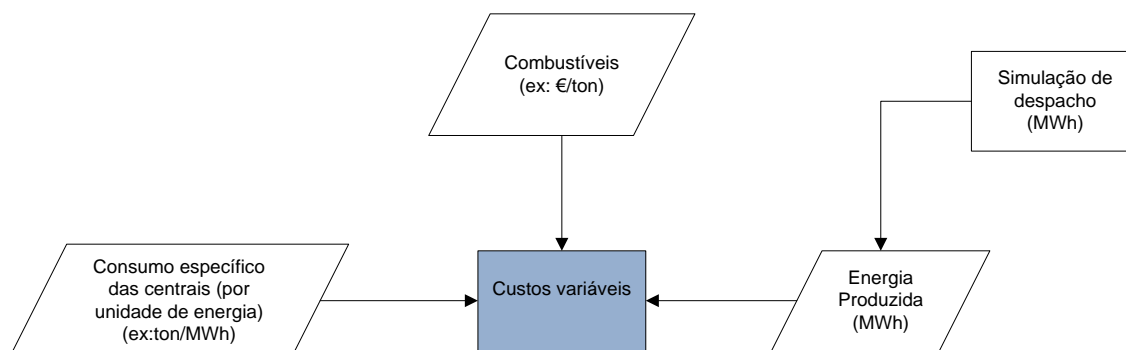 Combustíveis
(ex: €/ton)
Simulação de
despacho
(MWh)
Consumo específico
das centrais (por
unidade de energia)
(ex:ton/MWh)
Custos variáveis
Energia
Produzida
(MWh)